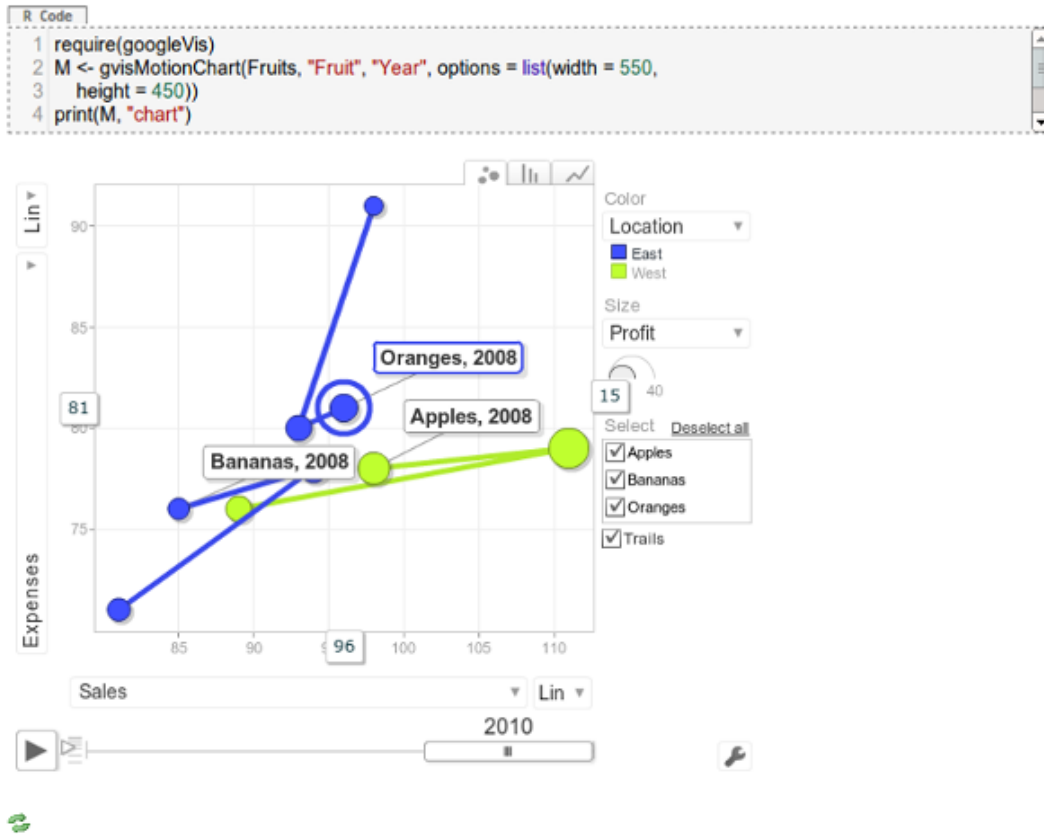 R Code
1 require(googleVis)
2 M <- gvisMotionChart(Fruits, "Fruit", "Year", options = list(width = 550,
3 height = 450))
4 print(M, "chart")
Lin
Color
Location
East
West
Size
Profit
40
15
Select Deselect all
Apples
Bananas
Oranges
Trails
90
85
80
75
81
Oranges, 2008
Apples, 2008
Bananas, 2008
Expenses
85 90 96 100 105 110
Sales Lin
2010